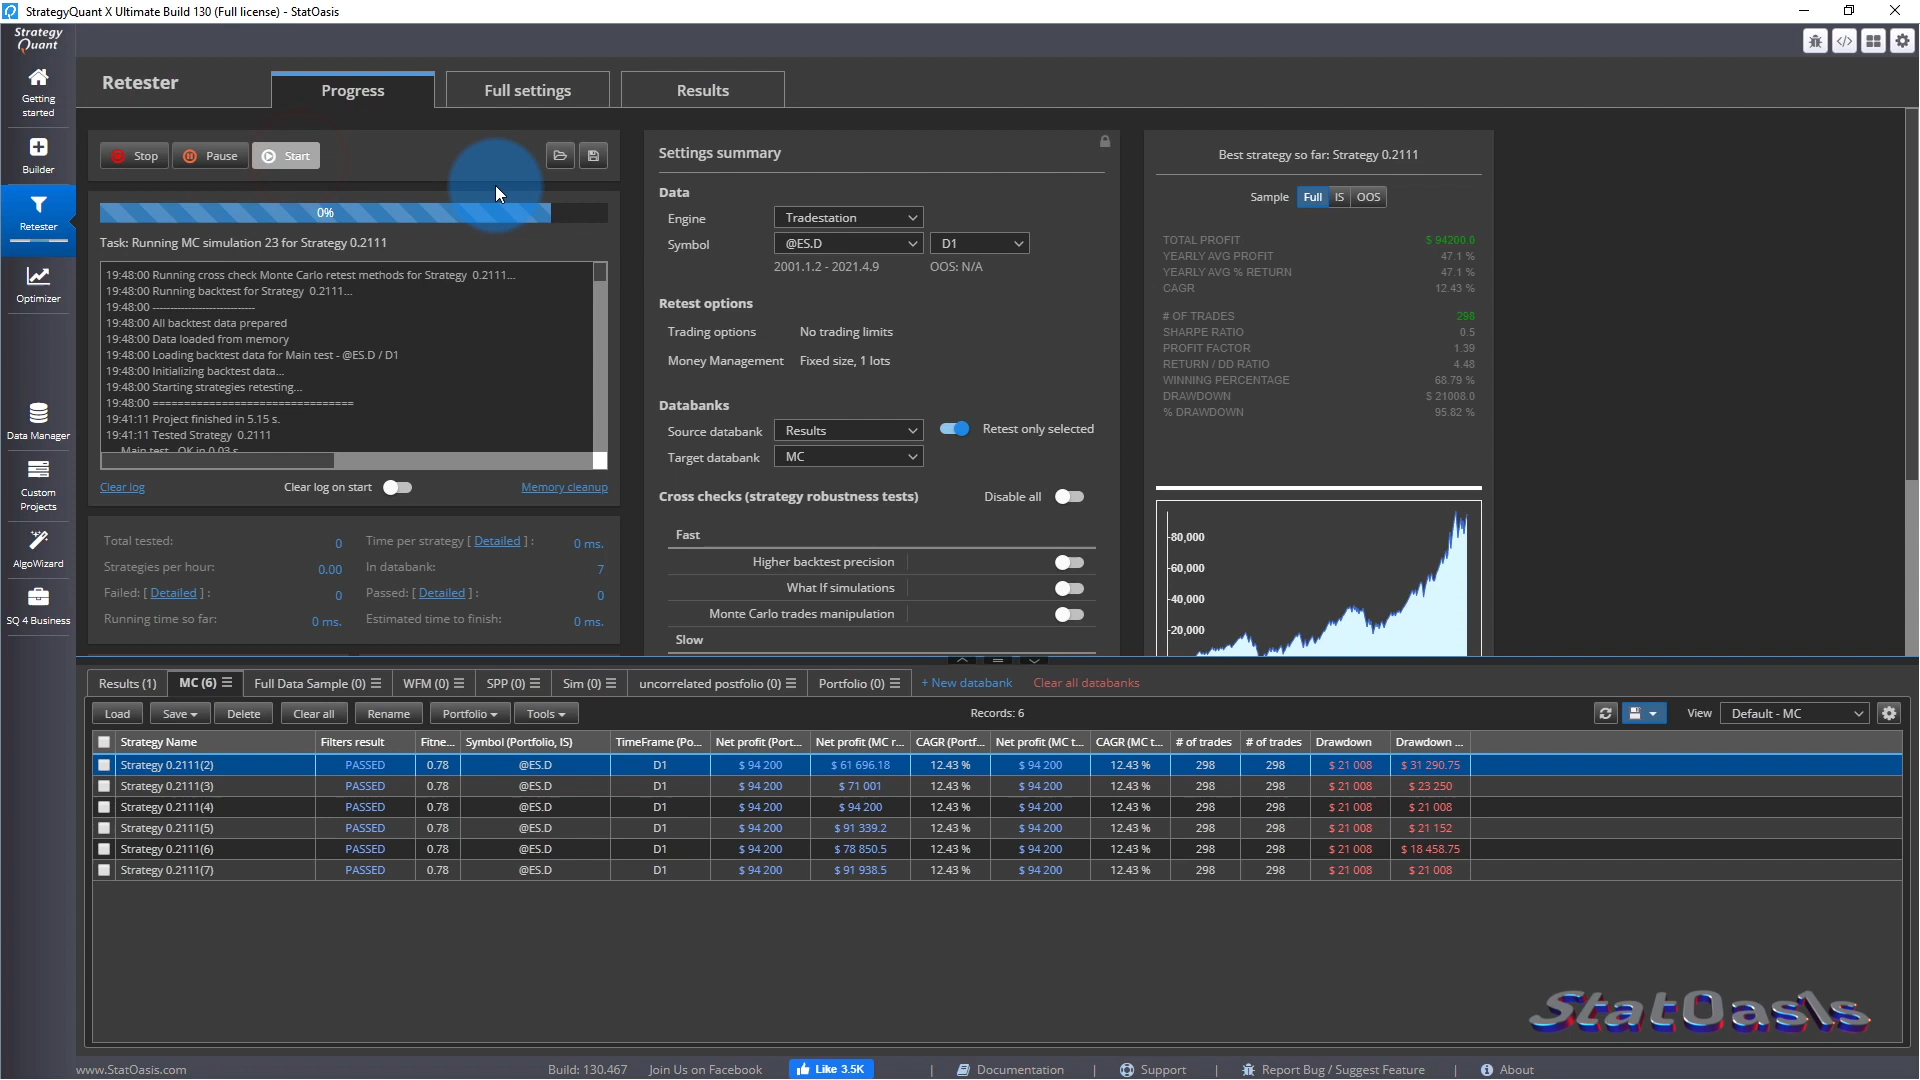 StrategyQuant X Ultimate Build 130 (Full license) - StatOasis
Strategy
Quant
Getting
started
Builder
Retester
Optimizer
Data Manager
Custom
Projects
AlgoWizard
SQ 4 Business
Retester
Progress
Full settings
Results
Stop
Pause
Start
0%
Task: Running MC simulation 23 for Strategy 0.2111
19:48:00 Running cross check Monte Carlo retest methods for Strategy 0.2111...
19:48:00 Running backtest for Strategy 0.2111...
19:48:00 -----------------------------
19:48:00 All backtest data prepared
19:48:00 Data loaded from memory
19:48:00 Loading backtest data for Main test - @ES.D / D1
19:48:00 Initializing backtest data...
19:48:00 Starting strategies retesting...
19:48:00 ================================
19:41:11 Project finished in 5.15 s.
19:41:11 Tested Strategy 0.2111
Main test OK in 0.03 s
Clear log
Clear log on start
Memory cleanup
Total tested: 0
Time per strategy [ Detailed ] : 0 ms.
Strategies per hour: 0.00
In databank: 7
Failed: [ Detailed ] : 0
Passed: [ Detailed ] : 0
Running time so far: 0 ms.
Estimated time to finish: 0 ms.
Settings summary
Data
Engine Tradestation
Symbol @ES.D D1
2001.1.2 - 2021.4.9 OOS: N/A
Retest options
Trading options No trading limits
Money Management Fixed size, 1 lots
Databanks
Source databank Results Retest only selected
Target databank MC
Cross checks (strategy robustness tests) Disable all
Fast
Higher backtest precision
What If simulations
Monte Carlo trades manipulation
Slow
Best strategy so far: Strategy 0.2111
Sample Full IS OOS
TOTAL PROFIT $ 94200.0
YEARLY AVG PROFIT 47.1 %
YEARLY AVG % RETURN 47.1 %
CAGR 12.43 %
# OF TRADES 298
SHARPE RATIO 0.5
PROFIT FACTOR 1.39
RETURN / DD RATIO 4.48
WINNING PERCENTAGE 68.79 %
DRAWDOWN $ 21008.0
% DRAWDOWN 95.82 %
80,000
60,000
40,000
20,000
Results (1) MC (6) Full Data Sample (0) WFM (0) SPP (0) Sim (0) uncorrelated postfolio (0) Portfolio (0) + New databank Clear all databanks
Load Save Delete Clear all Rename Portfolio Tools Records: 6 View Default - MC
Strategy Name Filters result Fitne... Symbol (Portfolio, IS) TimeFrame (Po... Net profit (Port... Net profit (MC r... CAGR (Portf... Net profit (MC t... CAGR (MC t... # of trades # of trades Drawdown Drawdown ...
Strategy 0.2111(2) PASSED 0.78 @ES.D D1 $ 94 200 $ 61 696.18 12.43 % $ 94 200 12.43 % 298 298 $ 21 008 $ 31 290.75
Strategy 0.2111(3) PASSED 0.78 @ES.D D1 $ 94 200 $ 71 001 12.43 % $ 94 200 12.43 % 298 298 $ 21 008 $ 23 250
Strategy 0.2111(4) PASSED 0.78 @ES.D D1 $ 94 200 $ 94 200 12.43 % $ 94 200 12.43 % 298 298 $ 21 008 $ 21 008
Strategy 0.2111(5) PASSED 0.78 @ES.D D1 $ 94 200 $ 91 339.2 12.43 % $ 94 200 12.43 % 298 298 $ 21 008 $ 21 152
Strategy 0.2111(6) PASSED 0.78 @ES.D D1 $ 94 200 $ 78 850.5 12.43 % $ 94 200 12.43 % 298 298 $ 21 008 $ 18 458.75
Strategy 0.2111(7) PASSED 0.78 @ES.D D1 $ 94 200 $ 91 938.5 12.43 % $ 94 200 12.43 % 298 298 $ 21 008 $ 21 008
StatOasis
www.StatOasis.com Build: 130.467 Join Us on Facebook Like 3.5K | Documentation | Support | Report Bug / Suggest Feature | About